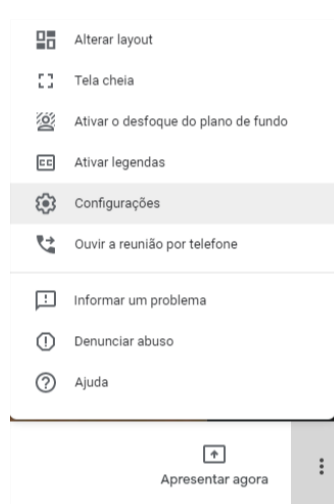 Alterar layout
Tela cheia
Ativar o desfoque do plano de fundo
CC Ativar legendas
Configurações
Ouvir a reunião por telefone
Informar um problema
Denunciar abuso
Ajuda
Apresentar agora